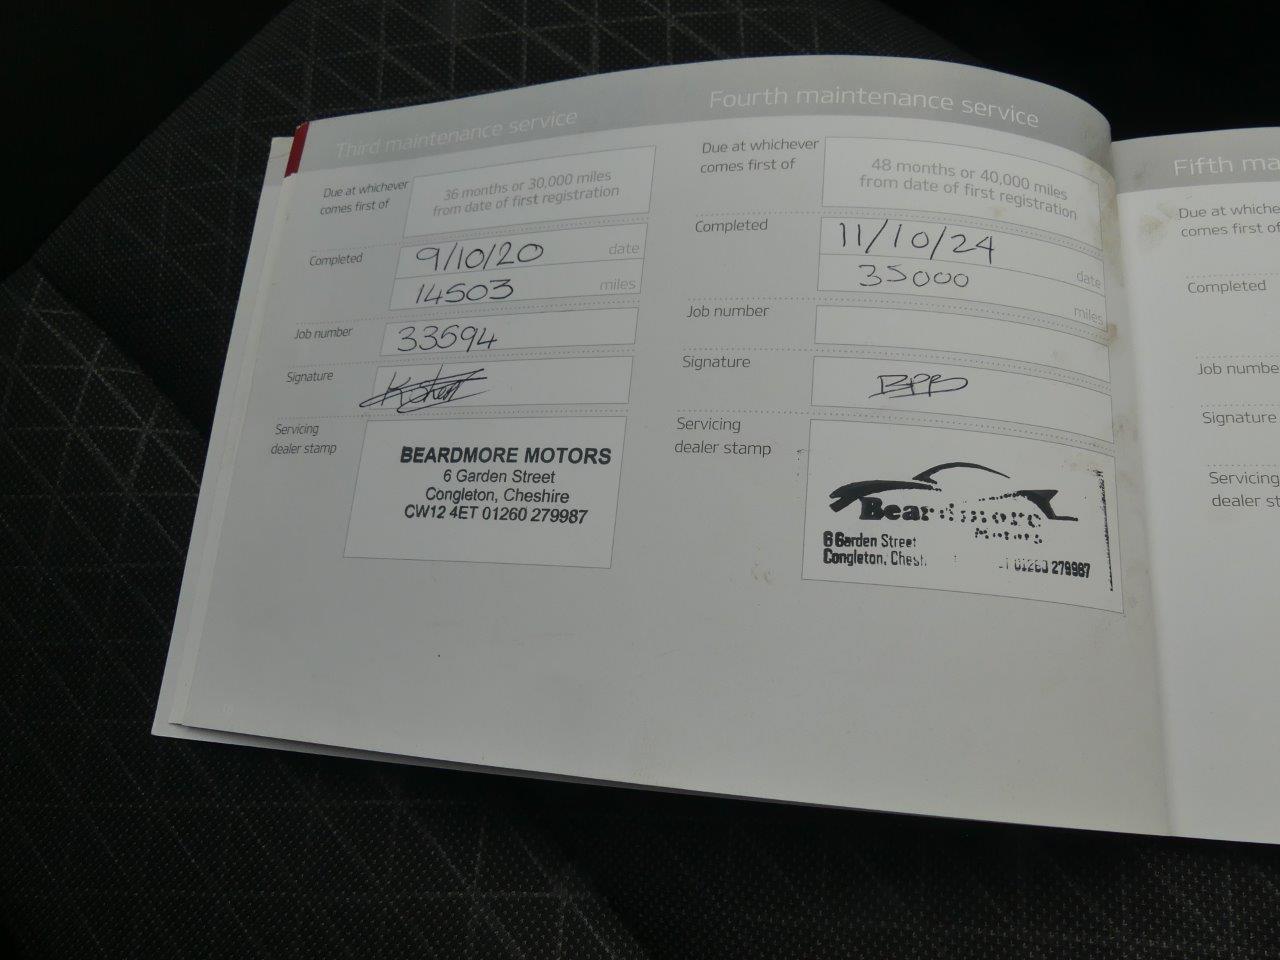 Third maintenance service
Due at whichever
comes first of
36 months or 30,000 miles
from date of first registration
Completed
9/10/20 date
14503 miles
Job number
33594
Signature
Servicing
dealer stamp
BEARDMORE MOTORS
6 Garden Street
Congleton, Cheshire
CW12 4ET 01260 279987
Fourth maintenance service
Due at whichever
comes first of
48 months or 40,000 miles
from date of first registration
Completed
11/10/24 date
35000 miles
Job number
Signature
BPB
Servicing
dealer stamp
Beardmore
Motors
6 Garden Street
Congleton, Chesh
01260 279987
Fifth ma
Due at whiche
comes first of
Completed
Job numbe
Signature
Servicing
dealer st